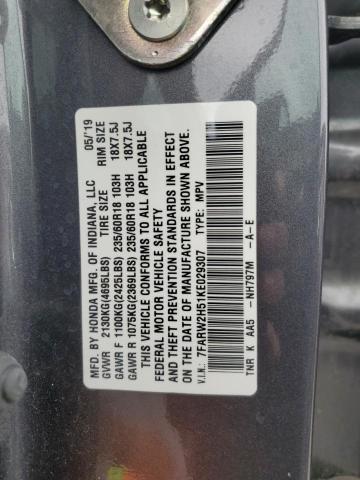 MFD. BY HONDA MFG. OF INDIANA, LLC 05/'19
GVWR 2130KG(4695LBS) TIRE SIZE RIM SIZE
GAWR F 1100KG(2425LBS) 235/60R18 103H 18X7.5J
GAWR R 1075KG(2369LBS) 235/60R18 103H 18X7.5J
THIS VEHICLE CONFORMS TO ALL APPLICABLE
FEDERAL MOTOR VEHICLE SAFETY
AND THEFT PREVENTION STANDARDS IN EFFECT
ON THE DATE OF MANUFACTURE SHOWN ABOVE.
V.I.N.: 7FARW2H51KE029307 TYPE: MPV
TNR K AA5 -NH797M -A-E